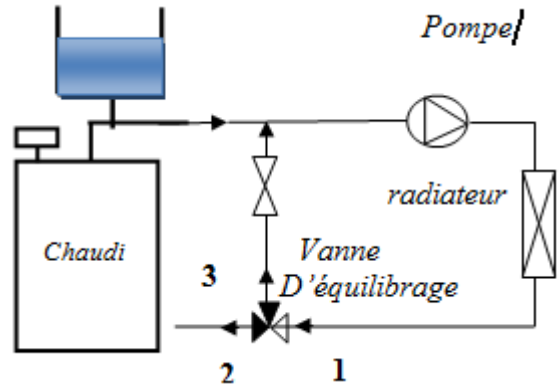 Pompe/
radiateur
Chaudi
Vanne
D'équilibrage
3
2
1